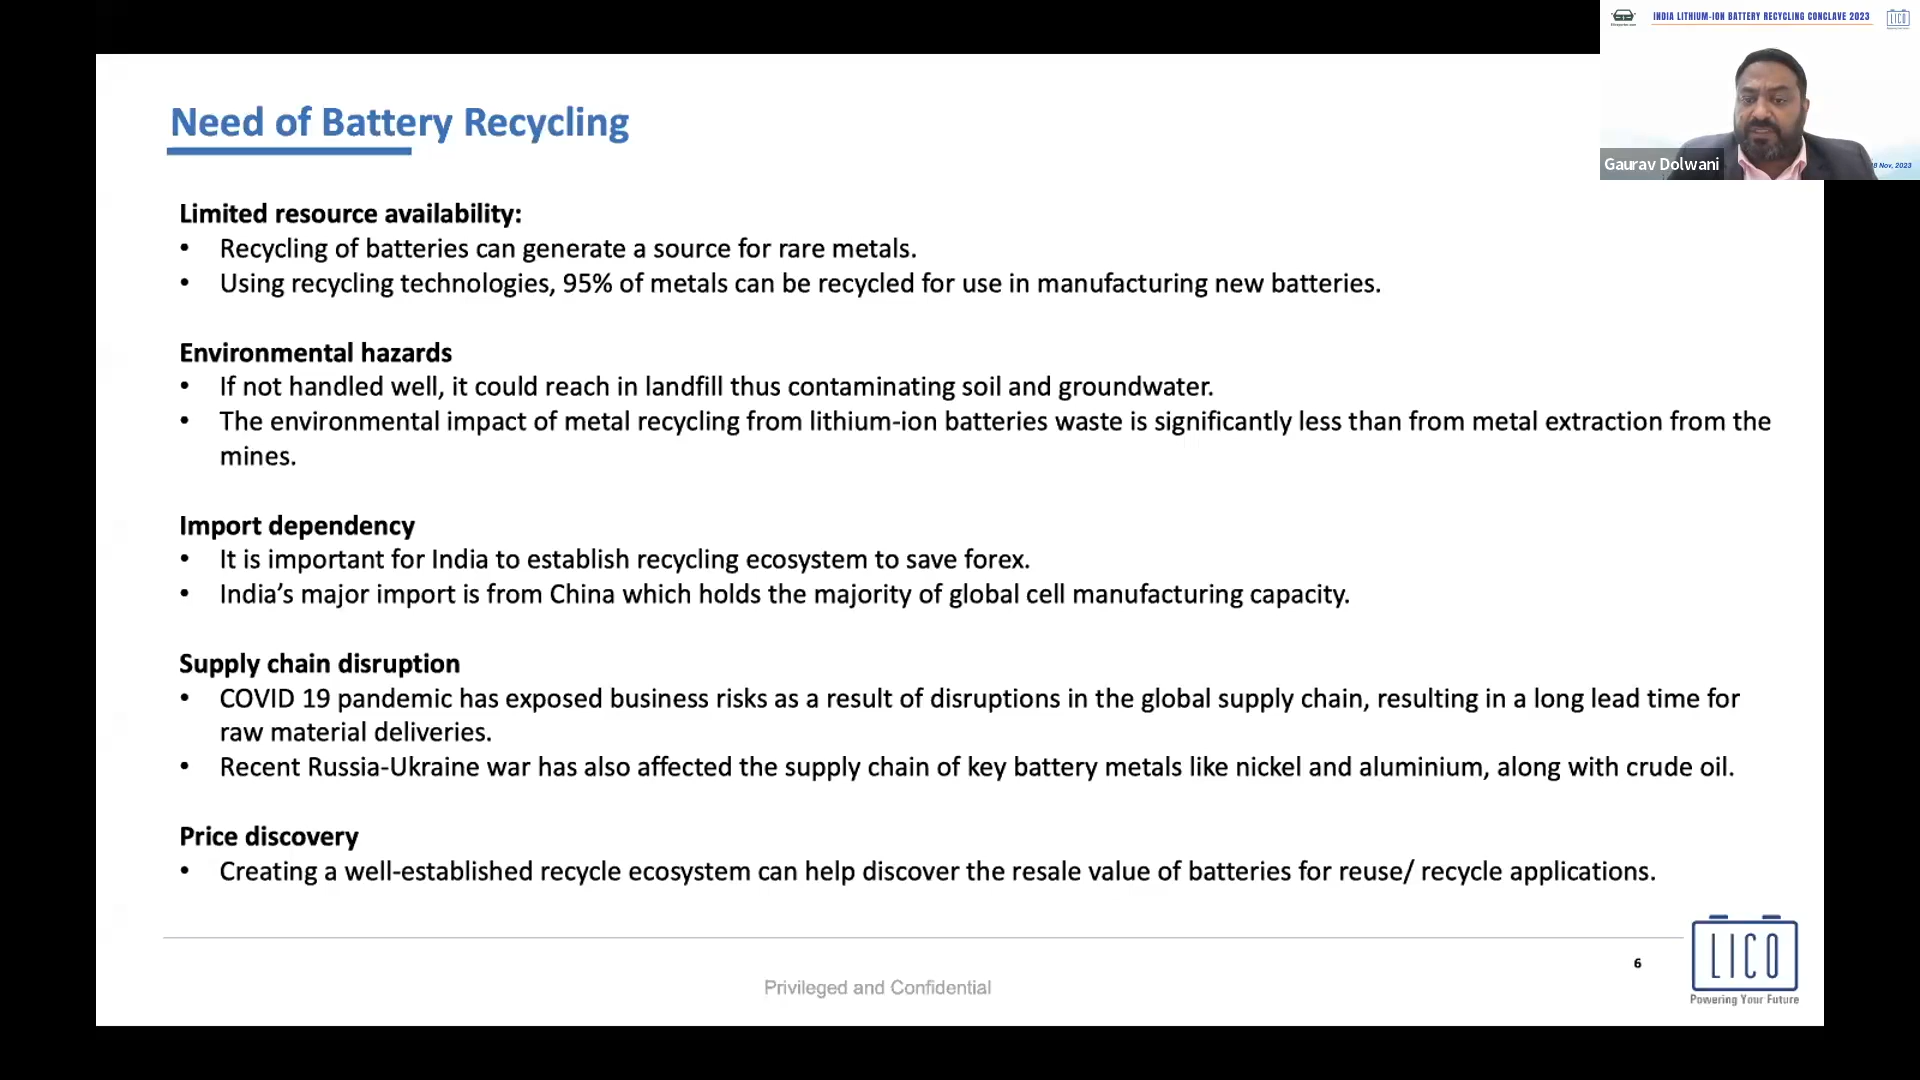 INDIA LITHIUM-ION BATTERY RECYCLING CONCLAVE 2023
LICO
Gaurav Dolwani
8 Nov, 2023
Need of Battery Recycling
Limited resource availability:
• Recycling of batteries can generate a source for rare metals.
• Using recycling technologies, 95% of metals can be recycled for use in manufacturing new batteries.
Environmental hazards
• If not handled well, it could reach in landfill thus contaminating soil and groundwater.
• The environmental impact of metal recycling from lithium-ion batteries waste is significantly less than from metal extraction from the
mines.
Import dependency
• It is important for India to establish recycling ecosystem to save forex.
• India’s major import is from China which holds the majority of global cell manufacturing capacity.
Supply chain disruption
• COVID 19 pandemic has exposed business risks as a result of disruptions in the global supply chain, resulting in a long lead time for
raw material deliveries.
• Recent Russia-Ukraine war has also affected the supply chain of key battery metals like nickel and aluminium, along with crude oil.
Price discovery
• Creating a well-established recycle ecosystem can help discover the resale value of batteries for reuse/ recycle applications.
6
Privileged and Confidential
LICO
Powering Your Future